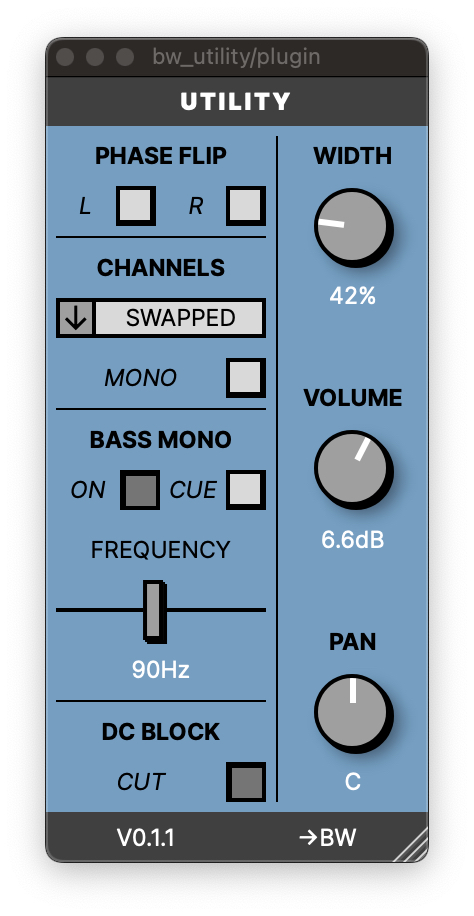 bw_utility/plugin
UTILITY
PHASE FLIP
L R
CHANNELS
↓ SWAPPED
MONO
BASS MONO
ON CUE
FREQUENCY
90Hz
DC BLOCK
CUT
WIDTH
42%
VOLUME
6.6dB
PAN
C
V0.1.1 →BW